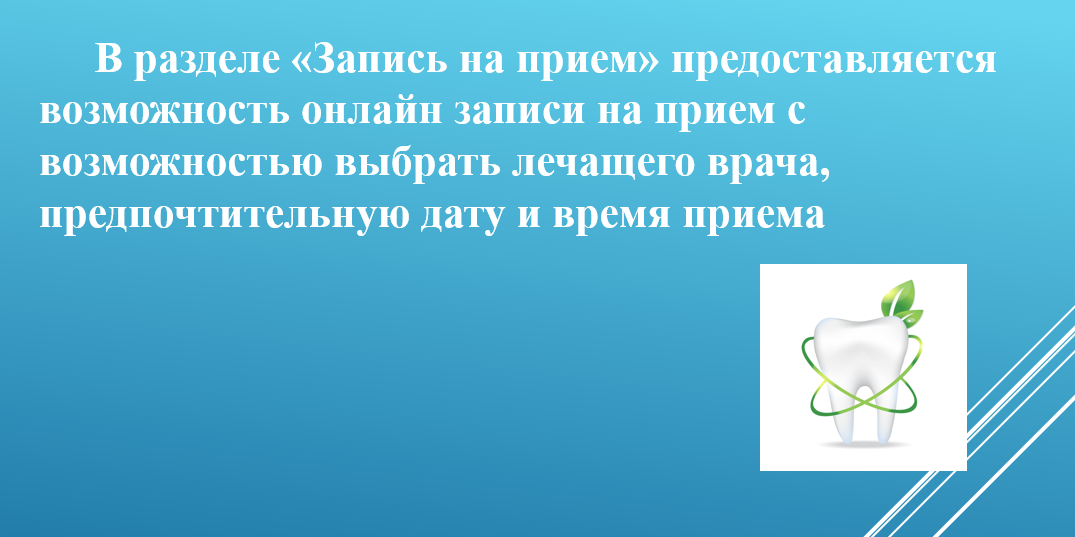 В разделе «Запись на прием» предоставляется
возможность онлайн записи на прием с
возможностью выбрать лечащего врача,
предпочтительную дату и время приема